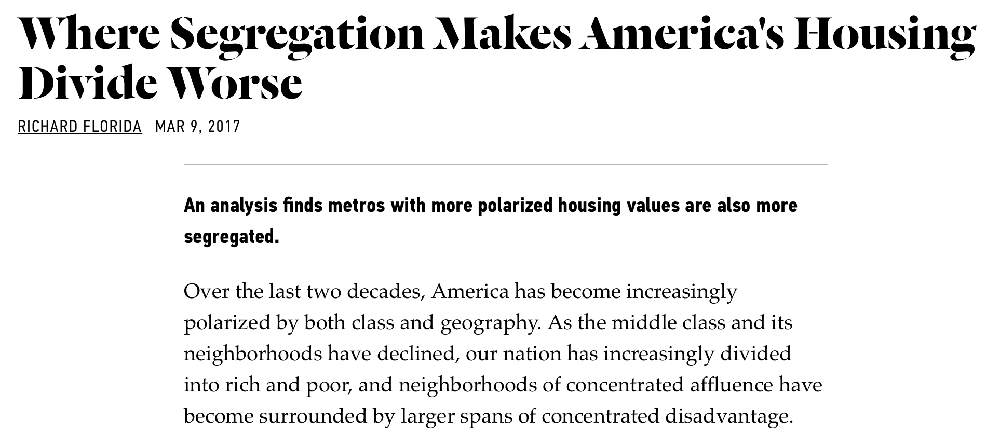 Where Segregation Makes America's Housing
Divide Worse
RICHARD FLORIDA MAR 9, 2017
An analysis finds metros with more polarized housing values are also more
segregated.
Over the last two decades, America has become increasingly
polarized by both class and geography. As the middle class and its
neighborhoods have declined, our nation has increasingly divided
into rich and poor, and neighborhoods of concentrated affluence have
become surrounded by larger spans of concentrated disadvantage.